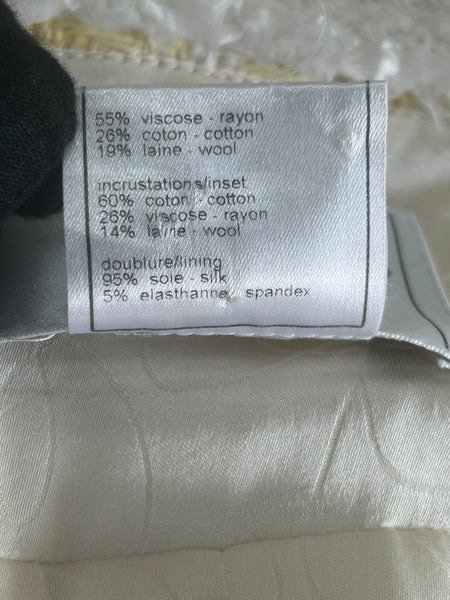 55% viscose - rayon
26% coton - cotton
19% laine - wool
incrustations/inset
60% coton - cotton
26% viscose - rayon
14% laine - wool
doublure/lining
95% soie - silk
5% elasthanne - spandex